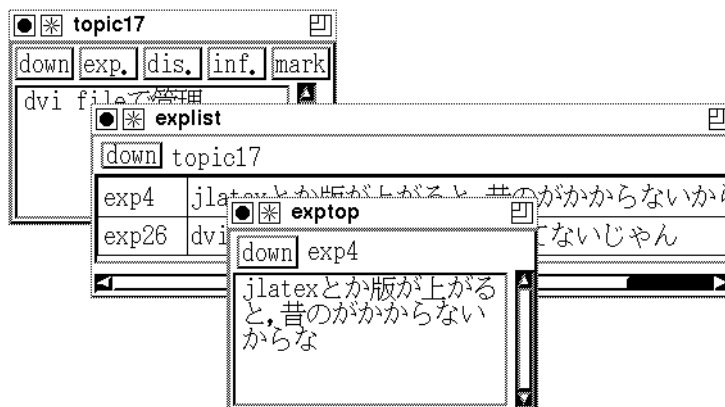 topic17
down exp. dis. inf. mark
dvi fileで管理
explist
down topic17
exp4 jlatexとか版が上がると,昔のがかからないから
exp26 dvi てないじゃん
exptop
down exp4
jlatexとか版が上がる
と,昔のがかからない
からな